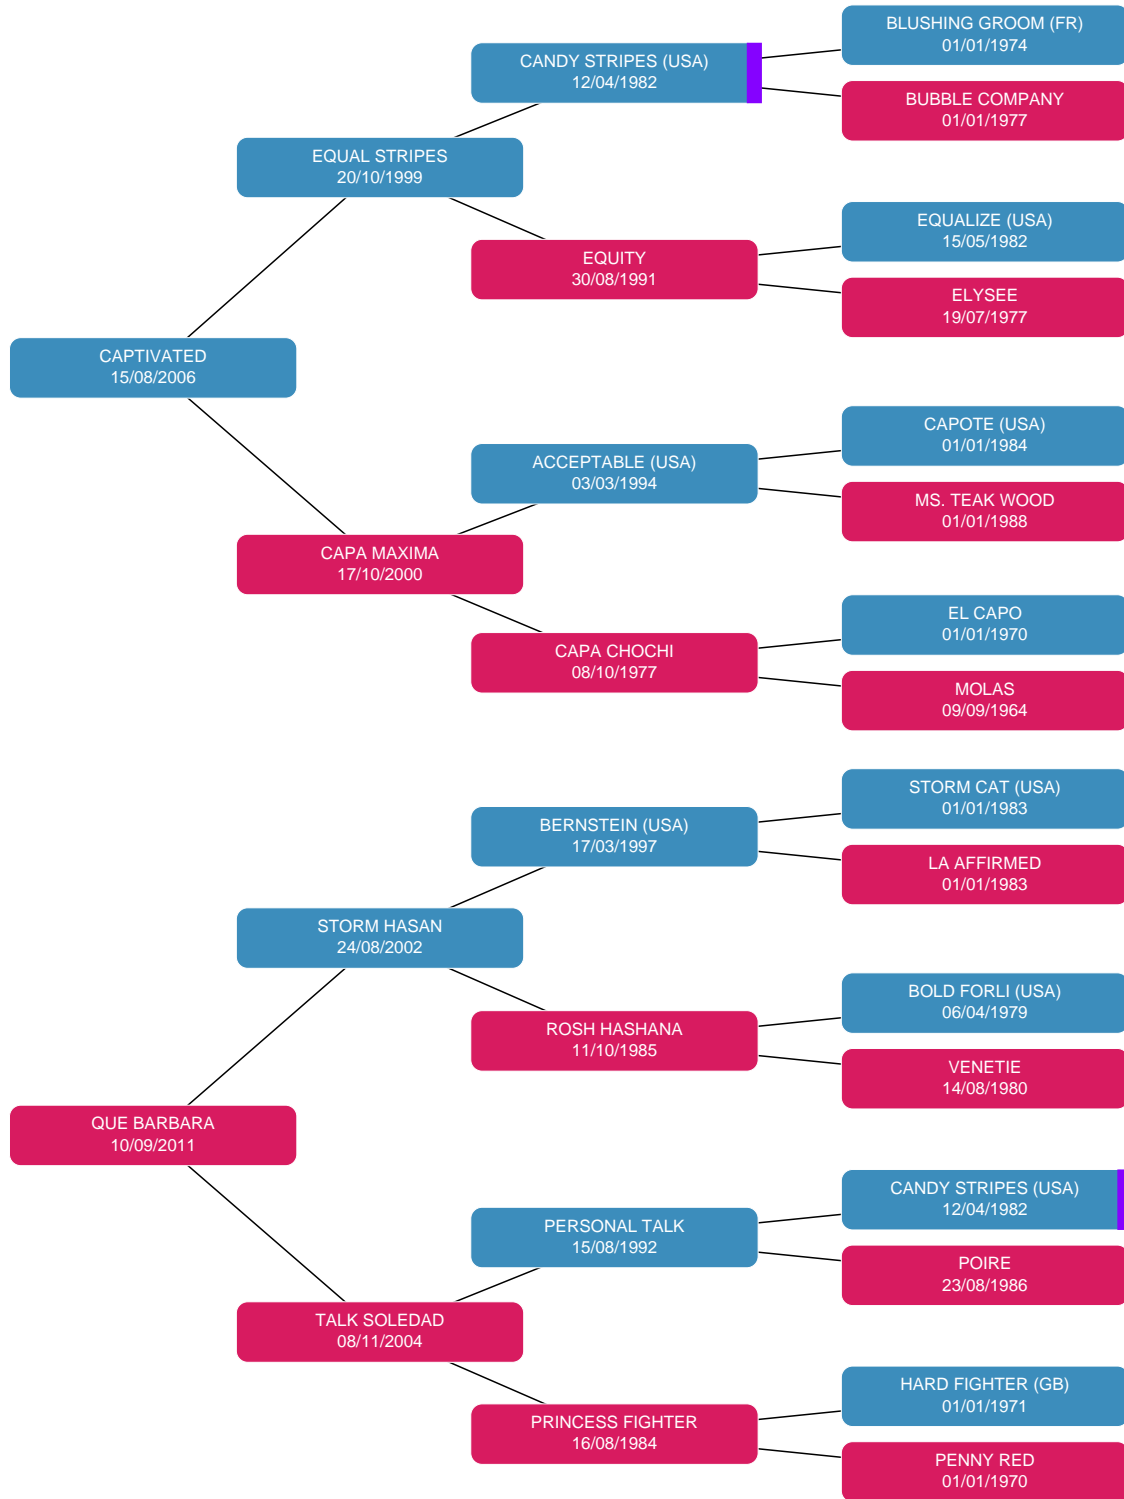 BLUSHING GROOM (FR)
01/01/1974
CANDY STRIPES (USA)
12/04/1982
BUBBLE COMPANY
01/01/1977
EQUAL STRIPES
20/10/1999
EQUALIZE (USA)
15/05/1982
EQUITY
30/08/1991
ELYSEE
19/07/1977
CAPTIVATED
15/08/2006
CAPOTE (USA)
01/01/1984
ACCEPTABLE (USA)
03/03/1994
MS. TEAK WOOD
01/01/1988
CAPA MAXIMA
17/10/2000
EL CAPO
01/01/1970
CAPA CHOCHI
08/10/1977
MOLAS
09/09/1964
STORM CAT (USA)
01/01/1983
BERNSTEIN (USA)
17/03/1997
LA AFFIRMED
01/01/1983
STORM HASAN
24/08/2002
BOLD FORLI (USA)
06/04/1979
ROSH HASHANA
11/10/1985
VENETIE
14/08/1980
QUE BARBARA
10/09/2011
CANDY STRIPES (USA)
12/04/1982
PERSONAL TALK
15/08/1992
POIRE
23/08/1986
TALK SOLEDAD
08/11/2004
HARD FIGHTER (GB)
01/01/1971
PRINCESS FIGHTER
16/08/1984
PENNY RED
01/01/1970